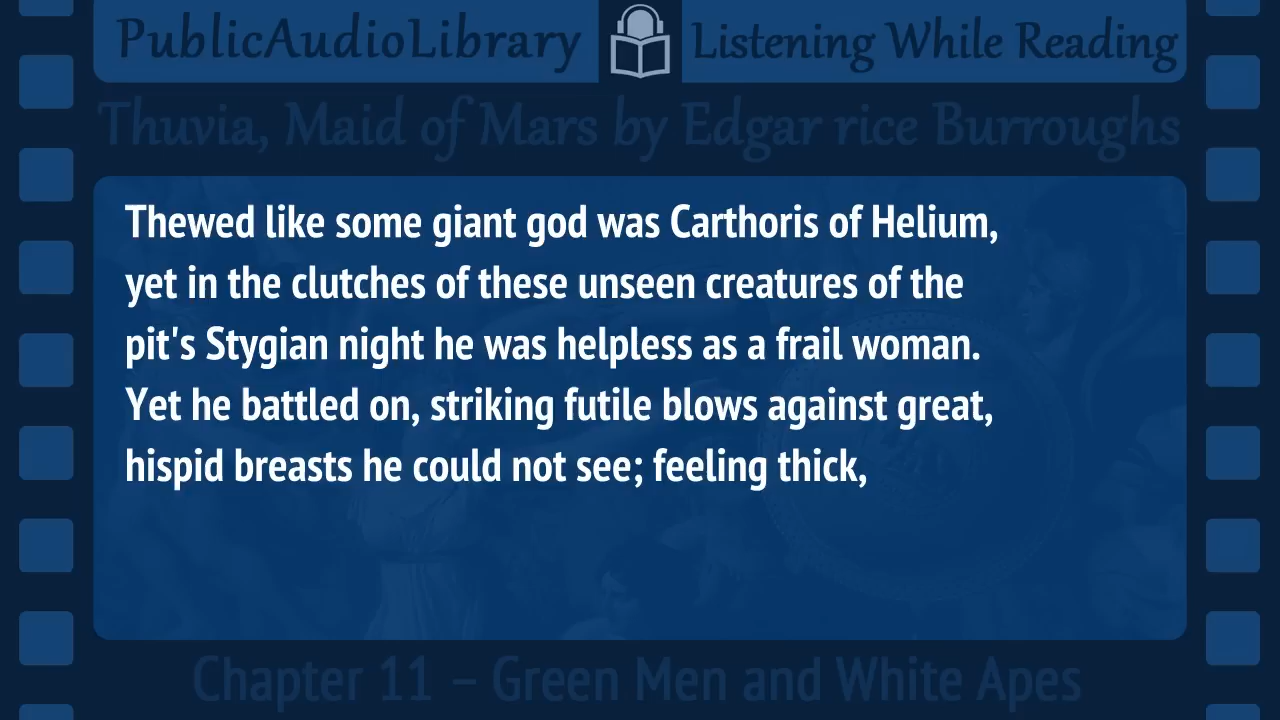 PublicAudioLibrary Listening While Reading
Thuvia, Maid of Mars by Edgar rice Burroughs
Thewed like some giant god was Carthoris of Helium,
yet in the clutches of these unseen creatures of the
pit's Stygian night he was helpless as a frail woman.
Yet he battled on, striking futile blows against great,
hispid breasts he could not see; feeling thick,
Chapter 11 – Green Men and White Apes